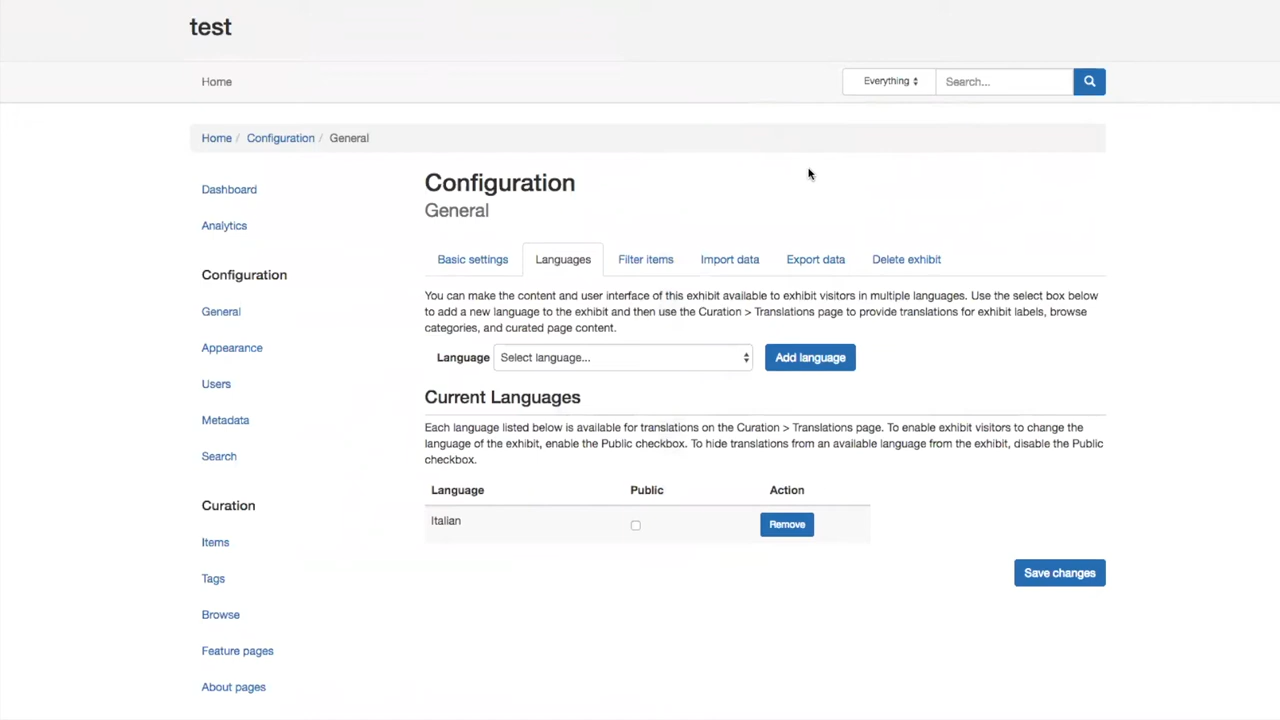 test
Home
Everything
Search...
Home / Configuration / General
Dashboard
Analytics
Configuration
General
Appearance
Users
Metadata
Search
Curation
Items
Tags
Browse
Feature pages
About pages
Configuration
General
Basic settings Languages Filter items Import data Export data Delete exhibit
You can make the content and user interface of this exhibit available to exhibit visitors in multiple languages. Use the select box below
to add a new language to the exhibit and then use the Curation > Translations page to provide translations for exhibit labels, browse
categories, and curated page content.
Language Select language... Add language
Current Languages
Each language listed below is available for translations on the Curation > Translations page. To enable exhibit visitors to change the
language of the exhibit, enable the Public checkbox. To hide translations from an available language from the exhibit, disable the Public
checkbox.
Language Public Action
Italian Remove
Save changes